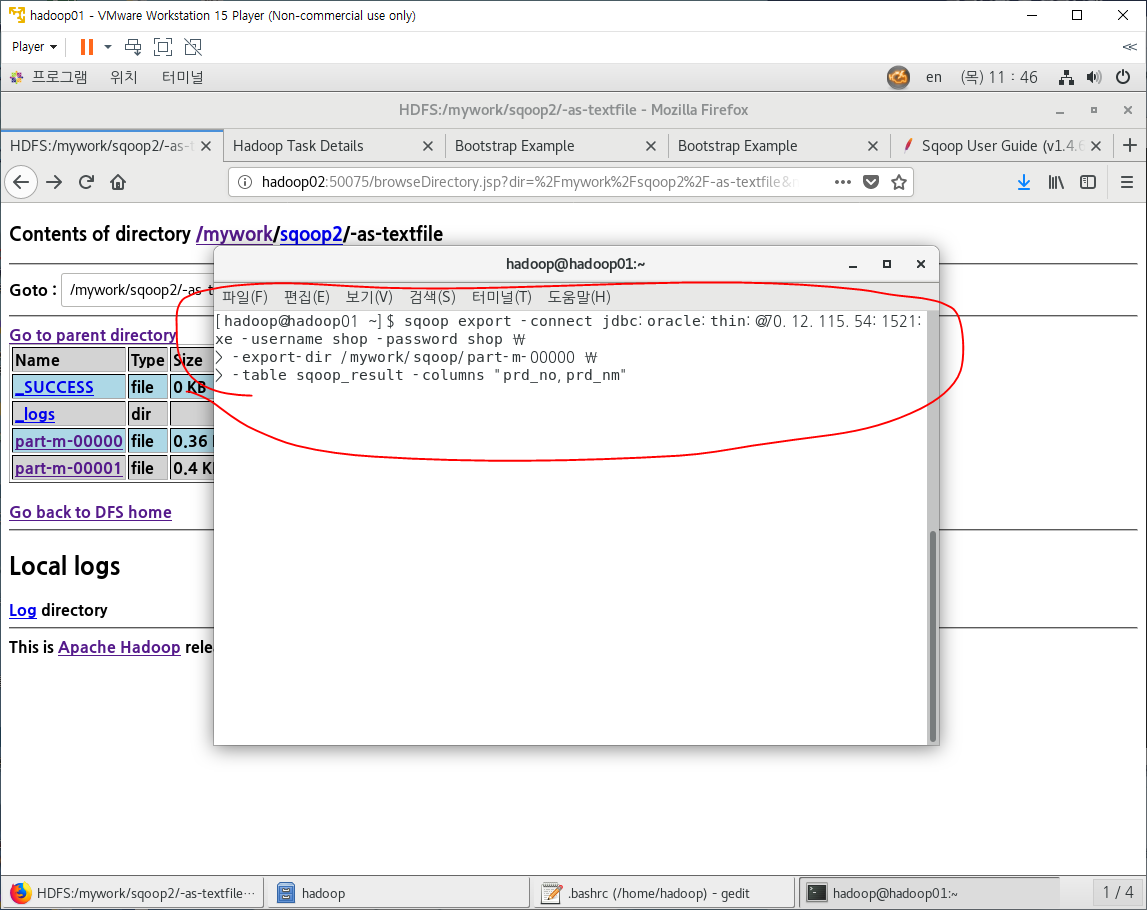 hadoop01 - VMware Workstation 15 Player (Non-commercial use only)
Player
프로그램 위치 터미널 en (목) 11 : 46
HDFS:/mywork/sqoop2/-as-textfile - Mozilla Firefox
HDFS:/mywork/sqoop2/-as-t Hadoop Task Details Bootstrap Example Bootstrap Example Sqoop User Guide (v1.4.6
hadoop02:50075/browseDirectory.jsp?dir=%2Fmywork%2Fsqoop2%2F-as-textfile&n
Contents of directory /mywork/sqoop2/-as-textfile
hadoop@hadoop01:~
Goto : /mywork/sqoop2/-as-t
파일(F) 편집(E) 보기(V) 검색(S) 터미널(T) 도움말(H)
[hadoop@hadoop01 ~]$ sqoop export -connect jdbc:oracle:thin:@70.12.115.54:1521:
xe -username shop -password shop ₩
> -export-dir /mywork/sqoop/part-m-00000 ₩
> -table sqoop_result -columns "prd_no,prd_nm"
Go to parent directory
Name Type Size
_SUCCESS file 0 KB
_logs dir
part-m-00000 file 0.36
part-m-00001 file 0.4 K
Go back to DFS home
Local logs
Log directory
This is Apache Hadoop rele
HDFS:/mywork/sqoop2/-as-textfile… hadoop .bashrc (/home/hadoop) - gedit hadoop@hadoop01:~ 1 / 4